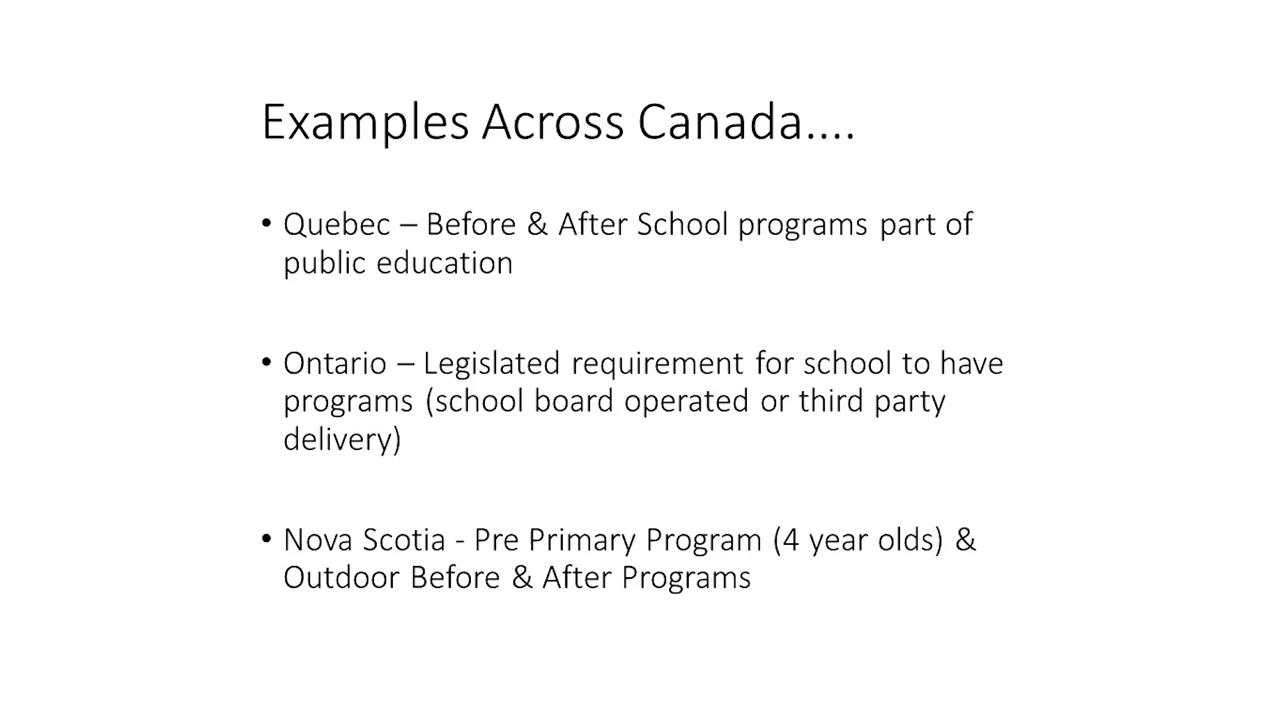 Examples Across Canada....
• Quebec – Before & After School programs part of
public education
• Ontario – Legislated requirement for school to have
programs (school board operated or third party
delivery)
• Nova Scotia - Pre Primary Program (4 year olds) &
Outdoor Before & After Programs